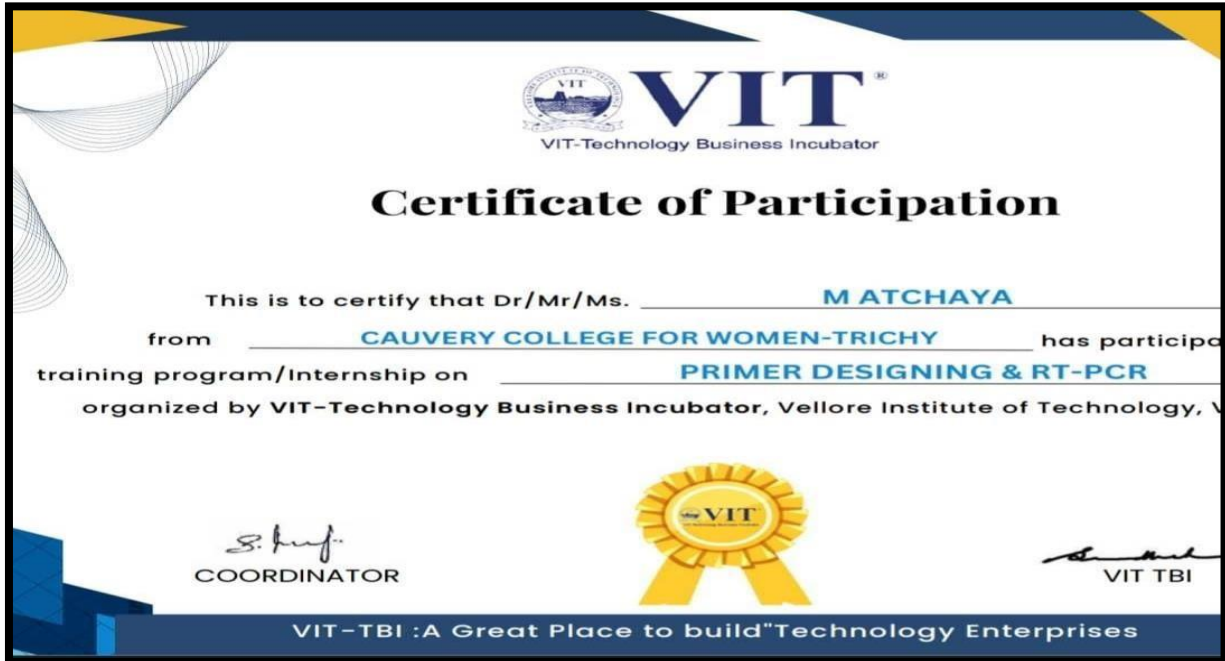 VIT
VIT®
VIT-Technology Business Incubator
Certificate of Participation
This is to certify that Dr/Mr/Ms. M ATCHAYA
from CAUVERY COLLEGE FOR WOMEN-TRICHY has participa
training program/Internship on PRIMER DESIGNING & RT-PCR
organized by VIT-Technology Business Incubator, Vellore Institute of Technology, V
VIT
COORDINATOR
VIT TBI
VIT-TBI :A Great Place to build"Technology Enterprises